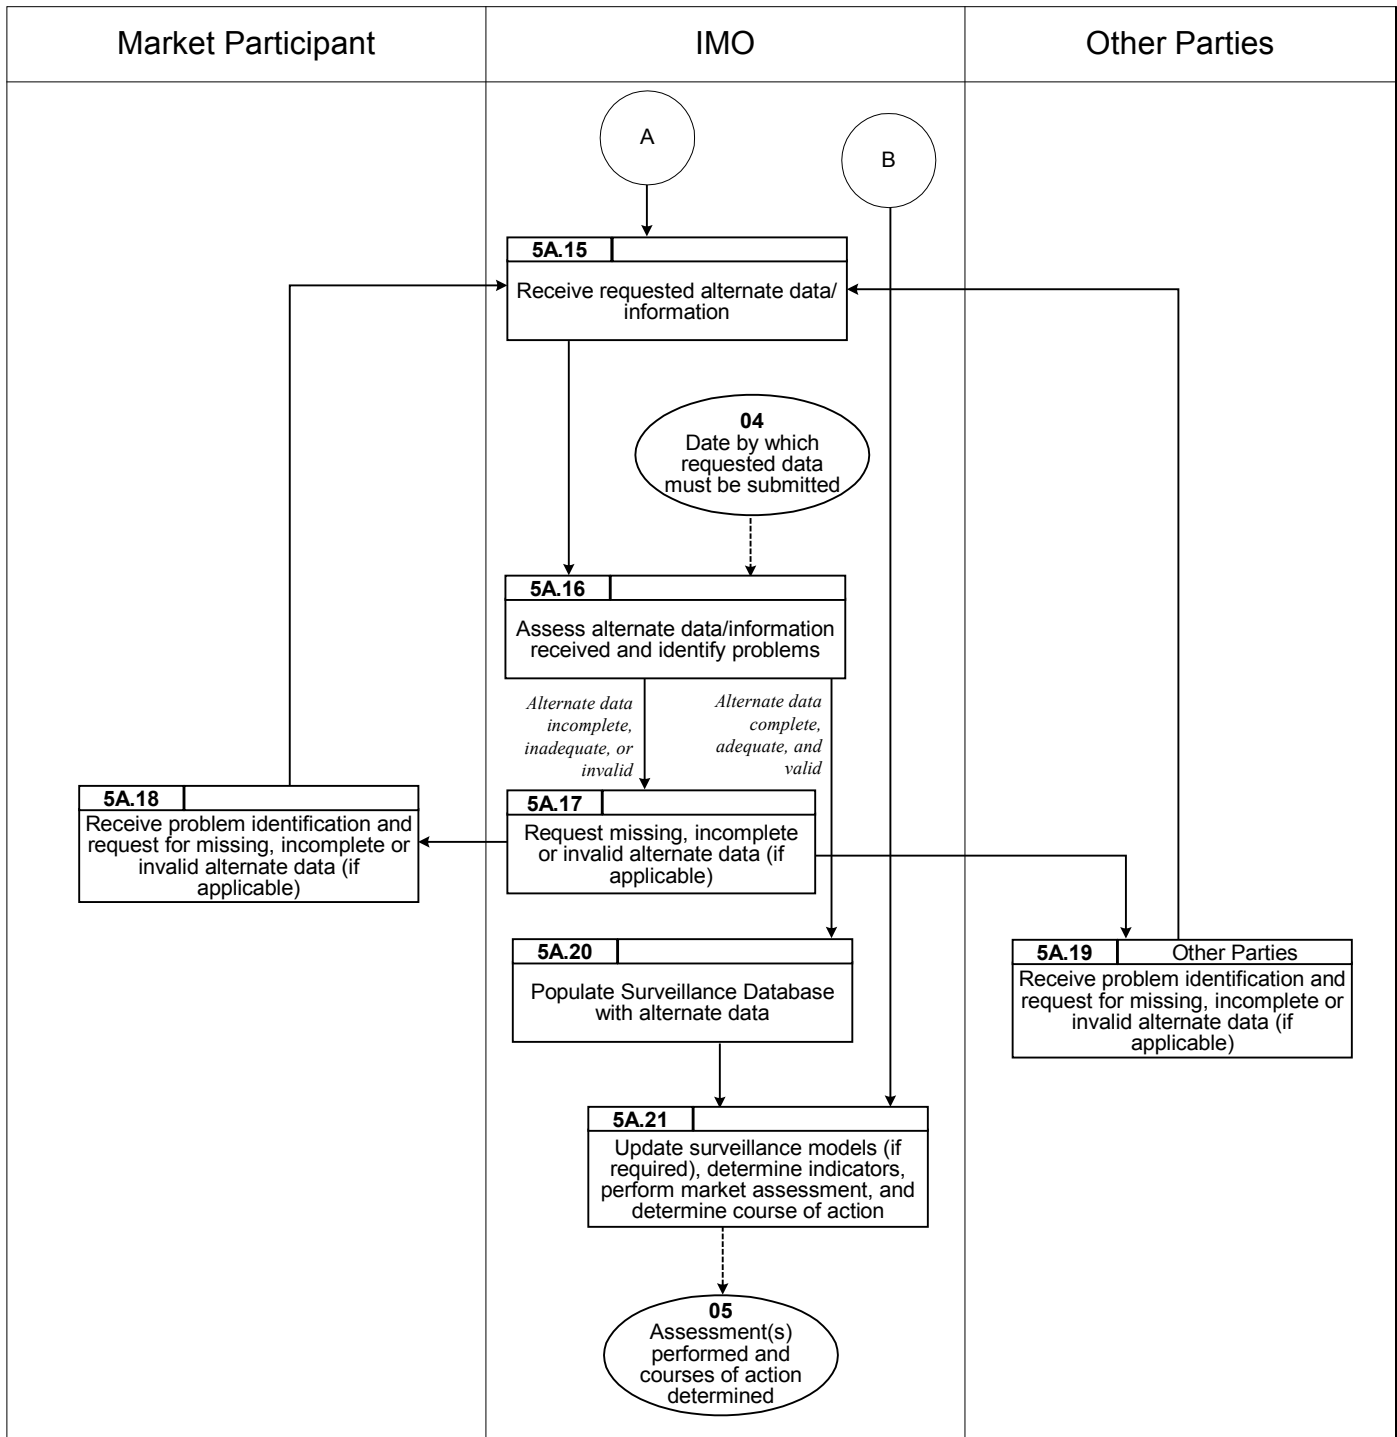 Market Participant
IMO
Other Parties
A
B
5A.15
Receive requested alternate data/
information
04
Date by which
requested data
must be submitted
5A.16
Assess alternate data/information
received and identify problems
Alternate data
incomplete,
inadequate, or
invalid
Alternate data
complete,
adequate, and
valid
5A.18
Receive problem identification and
request for missing, incomplete or
invalid alternate data (if
applicable)
5A.17
Request missing, incomplete
or invalid alternate data (if
applicable)
5A.20
Populate Surveillance Database
with alternate data
5A.19
Other Parties
Receive problem identification and
request for missing, incomplete or
invalid alternate data (if
applicable)
5A.21
Update surveillance models (if
required), determine indicators,
perform market assessment, and
determine course of action
05
Assessment(s)
performed and
courses of action
determined